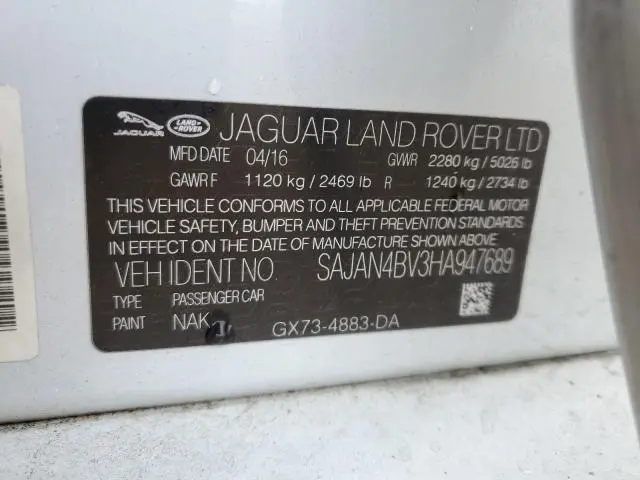 JAGUAR
LAND ROVER
JAGUAR LAND ROVER LTD
MFD DATE 04/16 GVWR 2280 kg / 5026 lb
GAWR F 1120 kg / 2469 lb R 1240 kg / 2734 lb
THIS VEHICLE CONFORMS TO ALL APPLICABLE FEDERAL MOTOR
VEHICLE SAFETY, BUMPER AND THEFT PREVENTION STANDARDS
IN EFFECT ON THE DATE OF MANUFACTURE SHOWN ABOVE
VEH IDENT NO. SAJAN4BV3HA947689
TYPE PASSENGER CAR
PAINT NAK
GX73-4883-DA